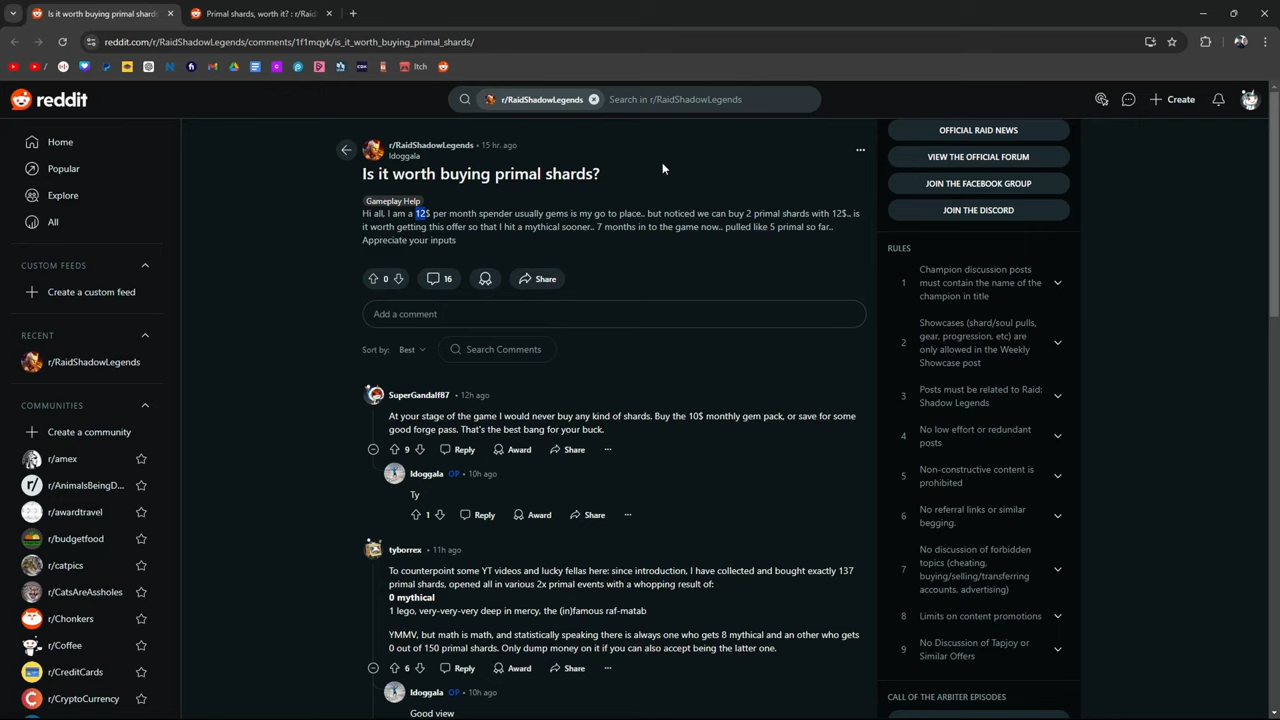 Is it worth buying primal shards
Primal shards, worth it? : r/Rai
reddit.com/r/RaidShadowLegends/comments/1f1mqyk/is_it_worth_buying_primal_shards/
Itch
reddit
r/RaidShadowLegends
Search in r/RaidShadowLegends
Create
Home
Popular
Explore
All
CUSTOM FEEDS
Create a custom feed
RECENT
r/RaidShadowLegends
COMMUNITIES
Create a community
r/amex
r/AnimalsBeingD...
r/awardtravel
r/budgetfood
r/catpics
r/CatsAreAssholes
r/Chonkers
r/Coffee
r/CreditCards
r/CryptoCurrency
r/RaidShadowLegends • 15 hr. ago
ldoggala
Is it worth buying primal shards?
Gameplay Help
Hi all, I am a 12$ per month spender usually gems is my go to place.. but noticed we can buy 2 primal shards with 12$.. is
it worth getting this offer so that I hit a mythical sooner.. 7 months in to the game now.. pulled like 5 primal so far..
Appreciate your inputs
0
16
Share
Add a comment
Sort by: Best
Search Comments
SuperGandalf87 • 12h ago
At your stage of the game I would never buy any kind of shards. Buy the 10$ monthly gem pack, or save for some
good forge pass. That's the best bang for your buck.
9 Reply Award Share
ldoggala OP • 10h ago
Ty
1 Reply Award Share
tyborrex • 11h ago
To counterpoint some YT videos and lucky fellas here: since introduction, I have collected and bought exactly 137
primal shards, opened all in various 2x primal events with a whopping result of:
0 mythical
1 lego, very-very-very deep in mercy, the (in)famous raf-matab
YMMV, but math is math, and statistically speaking there is always one who gets 8 mythical and an other who gets
0 out of 150 primal shards. Only dump money on it if you can also accept being the latter one.
6 Reply Award Share
ldoggala OP • 10h ago
Good view
OFFICIAL RAID NEWS
VIEW THE OFFICIAL FORUM
JOIN THE FACEBOOK GROUP
JOIN THE DISCORD
RULES
1 Champion discussion posts
must contain the name of the
champion in title
2 Showcases (shard/soul pulls,
gear, progression, etc) are
only allowed in the Weekly
Showcase post
3 Posts must be related to Raid:
Shadow Legends
4 No low effort or redundant
posts
5 Non-constructive content is
prohibited
6 No referral links or similar
begging.
7 No discussion of forbidden
topics (cheating,
buying/selling/transferring
accounts, advertising)
8 Limits on content promotions
9 No Discussion of Tapjoy or
Similar Offers
CALL OF THE ARBITER EPISODES